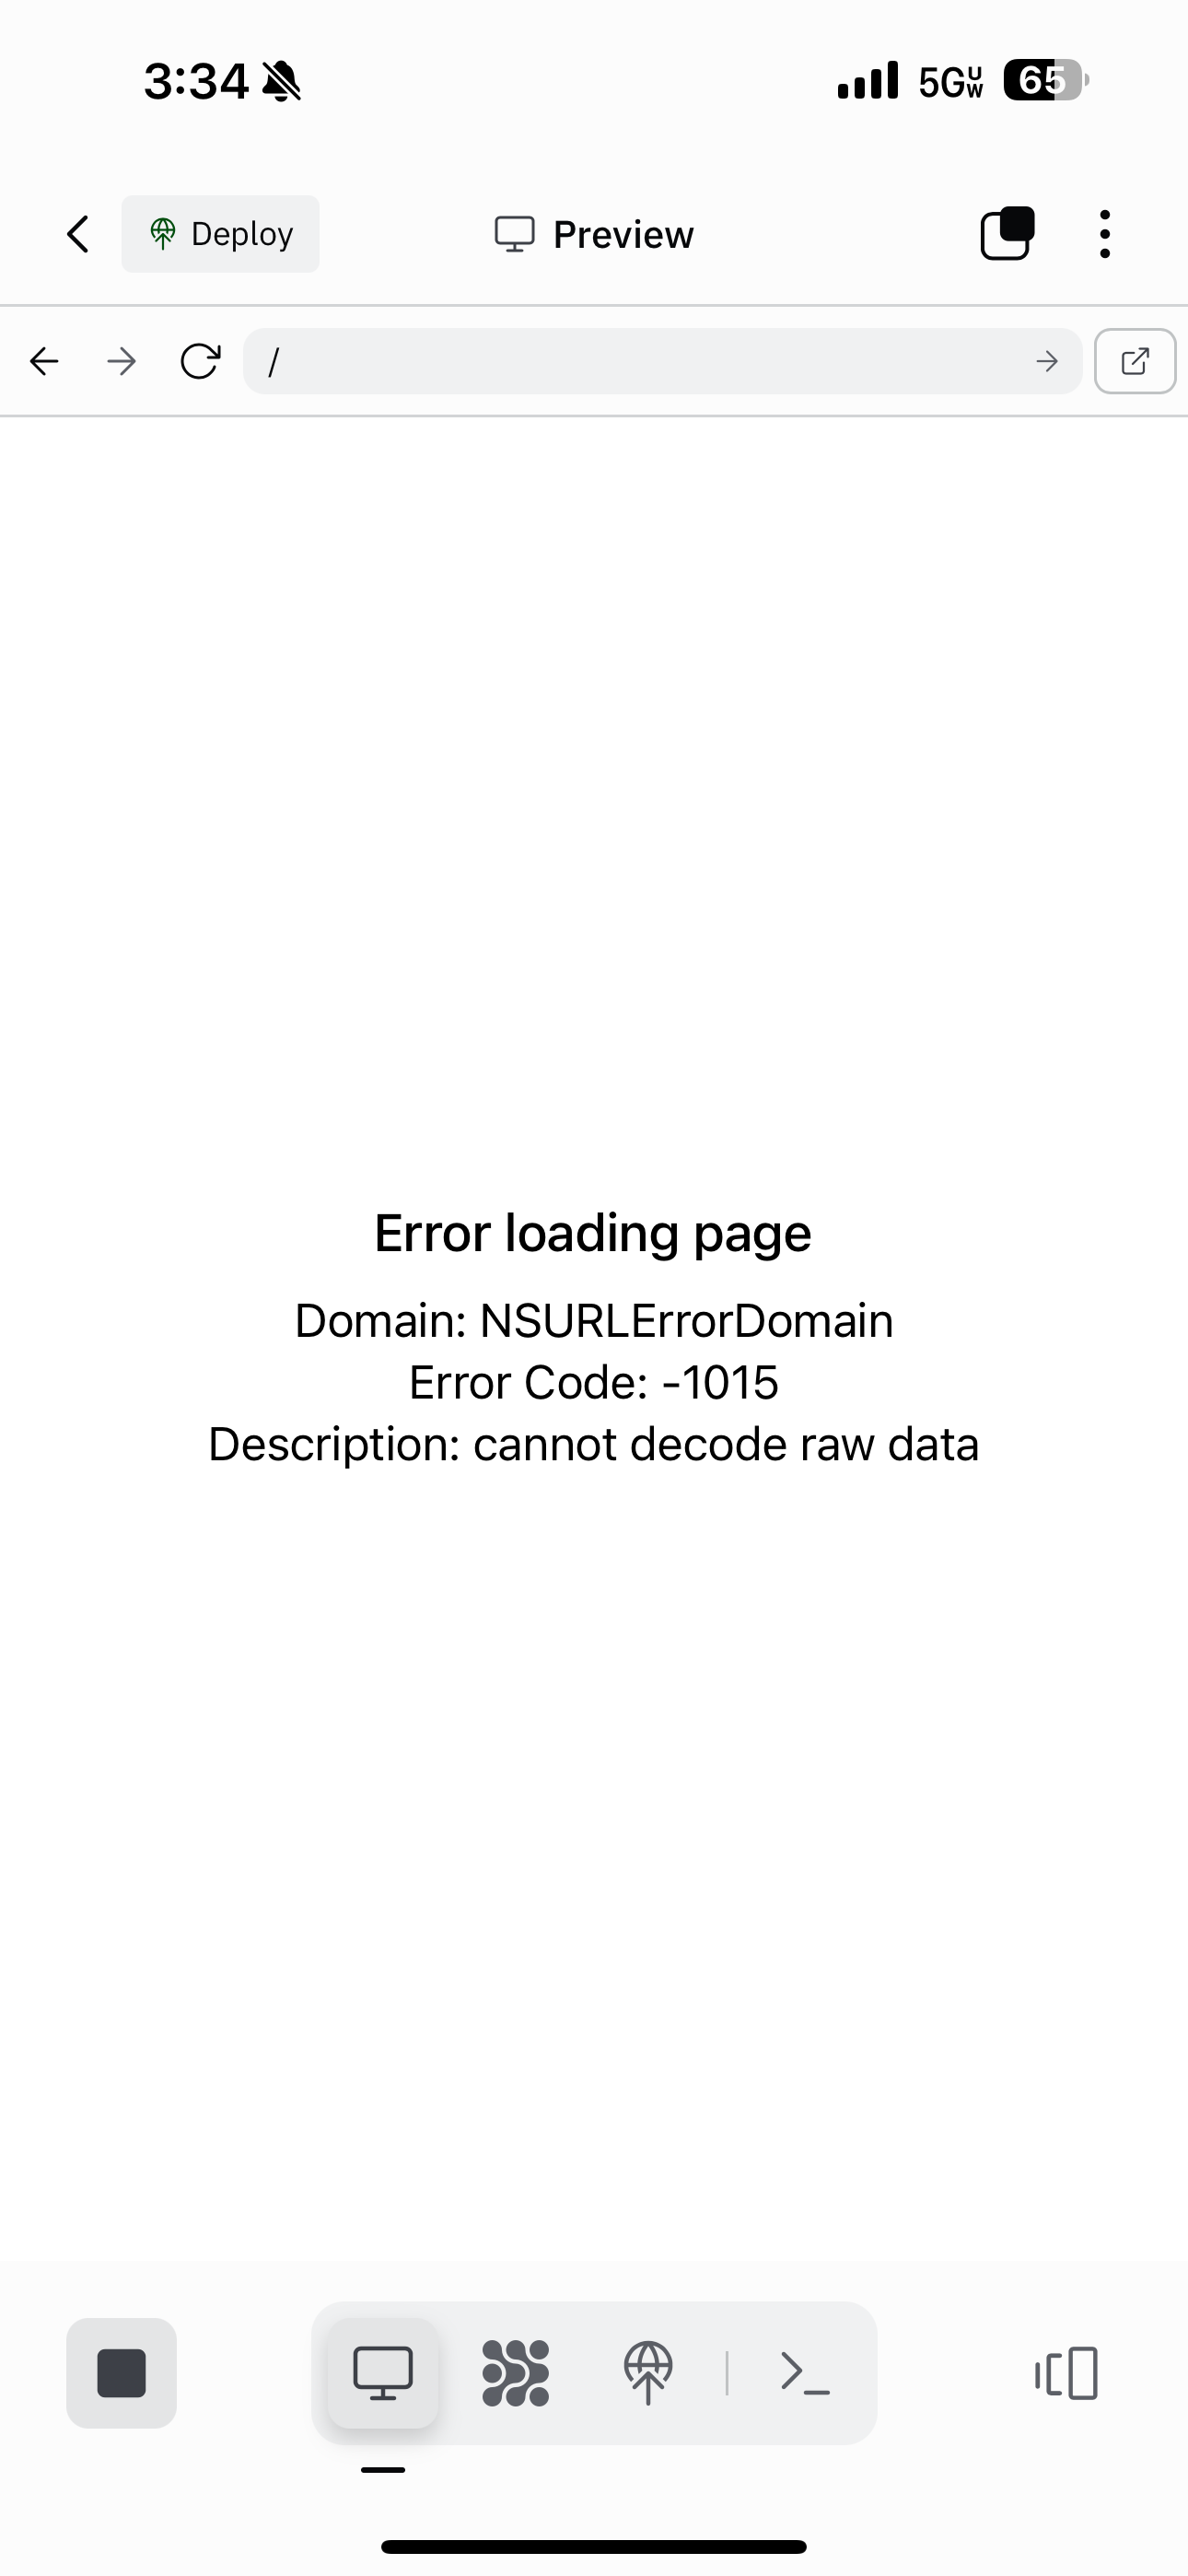 3:34
5G UW
65
Deploy
Preview
/
Error loading page
Domain: NSURLErrorDomain
Error Code: -1015
Description: cannot decode raw data